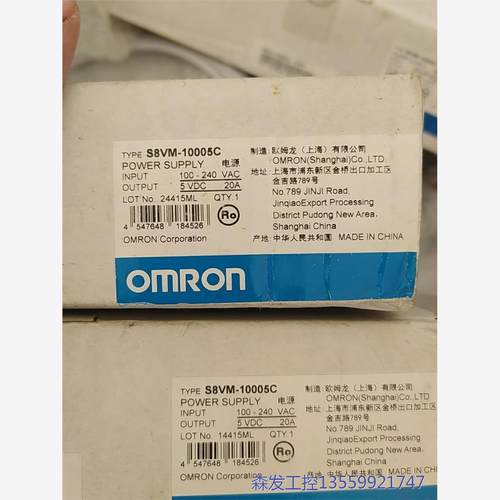 TYPE S8VM-10005C
POWER SUPPLY 电源
INPUT 100 - 240 VAC
OUTPUT 5 VDC 20A
LOT No. 24415ML QTY.1
4 547648 184526
OMRON Corporation
Ro
制造: 欧姆龙（上海）有限公司
OMRON(Shanghai)CO.,LTD
地址: 上海市浦东新区金桥出口加工区
金吉路789号
No.789 JINJI Road,
JinqiaoExport Processing
District Pudong New Area,
Shanghai China
产地: 中华人民共和国 MADE IN CHINA
OMRON
TYPE S8VM-10005C
POWER SUPPLY 电源
INPUT 100 - 240 VAC
OUTPUT 5 VDC 20A
LOT No. 14415ML QTY.1
4 547648 184526
OMRON Corporation
Ro
制造: 欧姆龙（上海）有限公司
OMRON(Shanghai)CO.,LTD
地址: 上海市浦东新区金桥出口加工区
金吉路789号
No.789 JINJI Road,
JinqiaoExport Processing
District Pudong New Area,
Shanghai China
MADE IN CHINA
森发工控13559921747